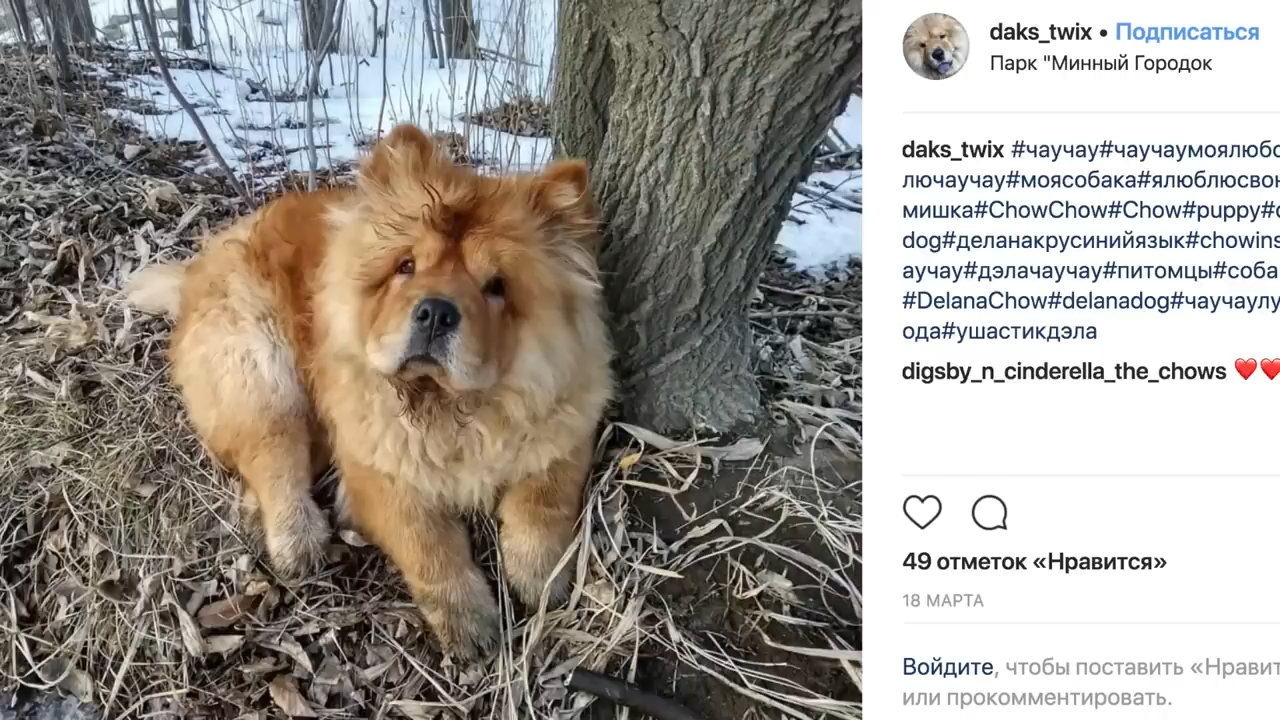 daks_twix • Подписаться
Парк "Минный Городок
daks_twix #чаучау#чаучаумоялюбо
лючаучау#моясобака#ялюблюсвою
мишка#ChowChow#Chow#puppy#
dog#деланакрусинийязык#chowins
аучау#дэлачаучау#питомцы#соба
#DelanaChow#delanadog#чаучаулу
ода#ушастикдэла
digsby_n_cinderella_the_chows ❤️❤️
49 отметок «Нравится»
18 МАРТА
Войдите, чтобы поставить «Нравит
или прокомментировать.